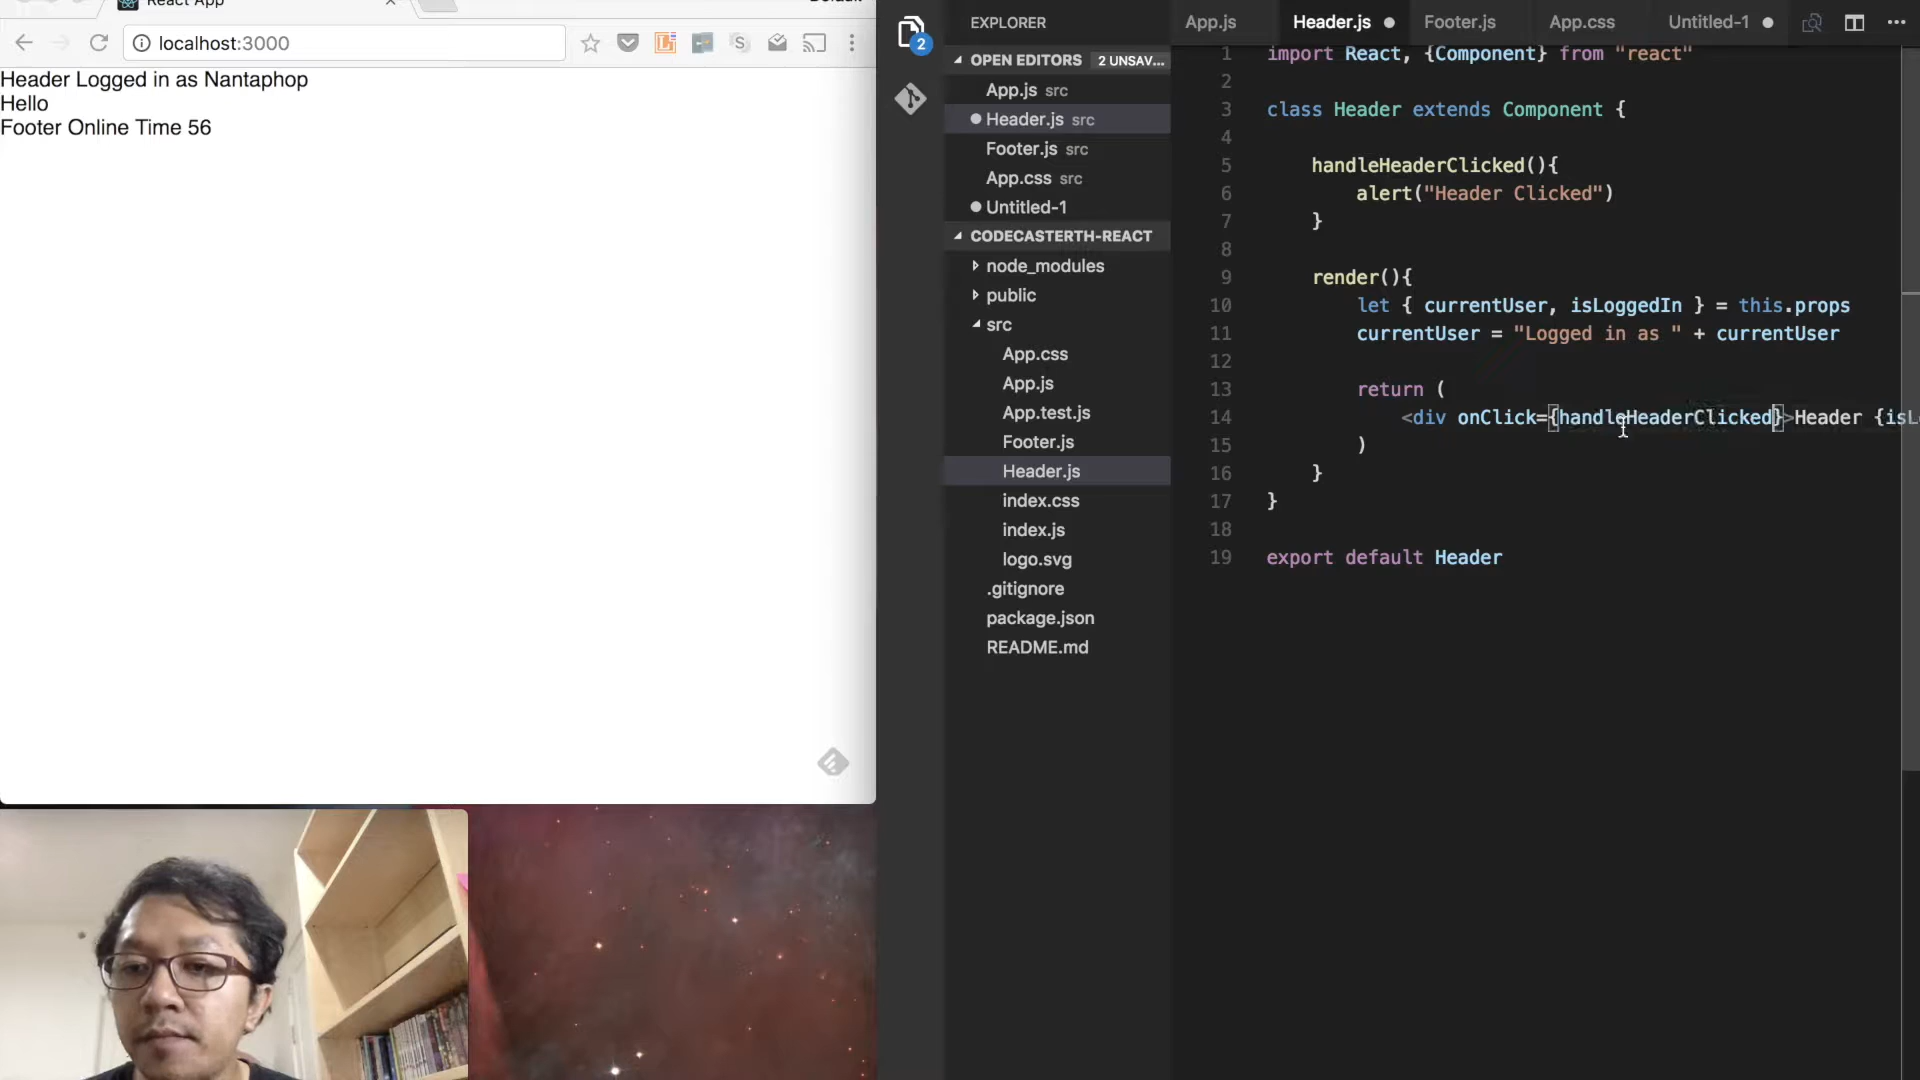 React App
localhost:3000
Header Logged in as Nantaphop
Hello
Footer Online Time 56
2
EXPLORER
OPEN EDITORS 2 UNSAV...
App.js src
Header.js src
Footer.js src
App.css src
Untitled-1
CODECASTERTH-REACT
node_modules
public
src
App.css
App.js
App.test.js
Footer.js
Header.js
index.css
index.js
logo.svg
.gitignore
package.json
README.md
App.js Header.js Footer.js App.css Untitled-1
1 import React, {Component} from "react"
2
3 class Header extends Component {
4
5 handleHeaderClicked(){
6 alert("Header Clicked")
7 }
8
9 render(){
10 let { currentUser, isLoggedIn } = this.props
11 currentUser = "Logged in as " + currentUser
12
13 return (
14 <div onClick={handleHeaderClicked}>Header {isL
15 )
16 }
17 }
18
19 export default Header